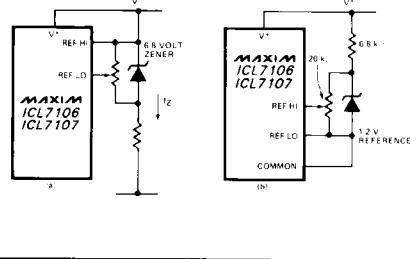 V
V+
REF HI
6.8 VOLT
ZENER
REF LO
IZ
MAXIM
ICL7106
ICL7107
(a)
V+
V+
6.8 k
20 k
MAXIM
ICL7106
ICL7107
REF HI
REF LO
1.2 V
REFERENCE
COMMON
(b)